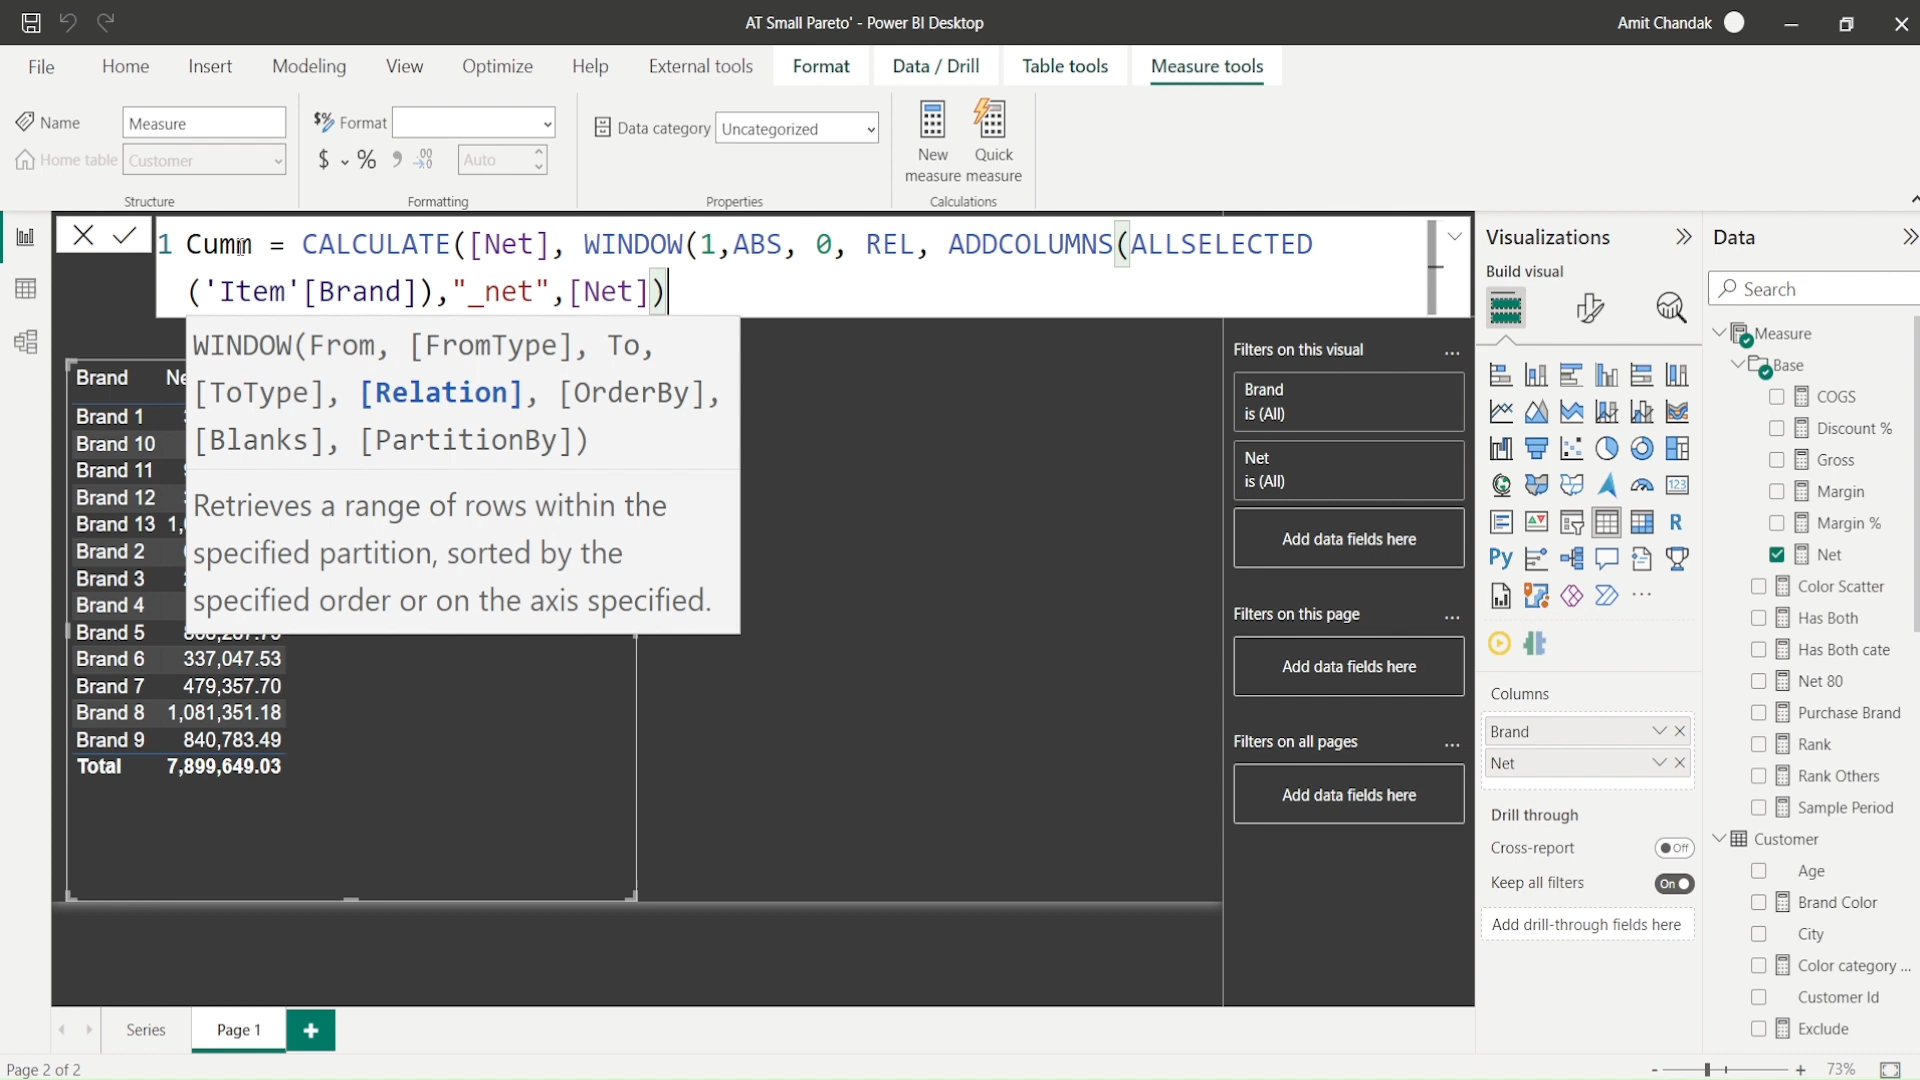 AT Small Pareto' - Power BI Desktop
Amit Chandak
File Home Insert Modeling View Optimize Help External tools Format Data / Drill Table tools Measure tools
Name Measure
Home table Customer
Structure
Format
$ % Auto
Formatting
Data category Uncategorized
Properties
New measure
Quick measure
Calculations
1 Cumm = CALCULATE([Net], WINDOW(1,ABS, 0, REL, ADDCOLUMNS(ALLSELECTED
('Item'[Brand]),"_net",[Net])
WINDOW(From, [FromType], To,
[ToType], [Relation], [OrderBy],
[Blanks], [PartitionBy])
Retrieves a range of rows within the
specified partition, sorted by the
specified order or on the axis specified.
Brand
Brand 1
Brand 10
Brand 11
Brand 12
Brand 13
Brand 2
Brand 3
Brand 4
Brand 5
Brand 6 337,047.53
Brand 7 479,357.70
Brand 8 1,081,351.18
Brand 9 840,783.49
Total 7,899,649.03
Filters on this visual ...
Brand
is (All)
Net
is (All)
Add data fields here
Filters on this page ...
Add data fields here
Filters on all pages ...
Add data fields here
Visualizations
Build visual
123
R
Py
...
Columns
Brand
Net
Drill through
Cross-report Off
Keep all filters On
Add drill-through fields here
Data
Search
Measure
Base
COGS
Discount %
Gross
Margin
Margin %
Net
Color Scatter
Has Both
Has Both cate
Net 80
Purchase Brand
Rank
Rank Others
Sample Period
Customer
Age
Brand Color
City
Color category ...
Customer Id
Exclude
Series
Page 1
+
Page 2 of 2
- + 73%